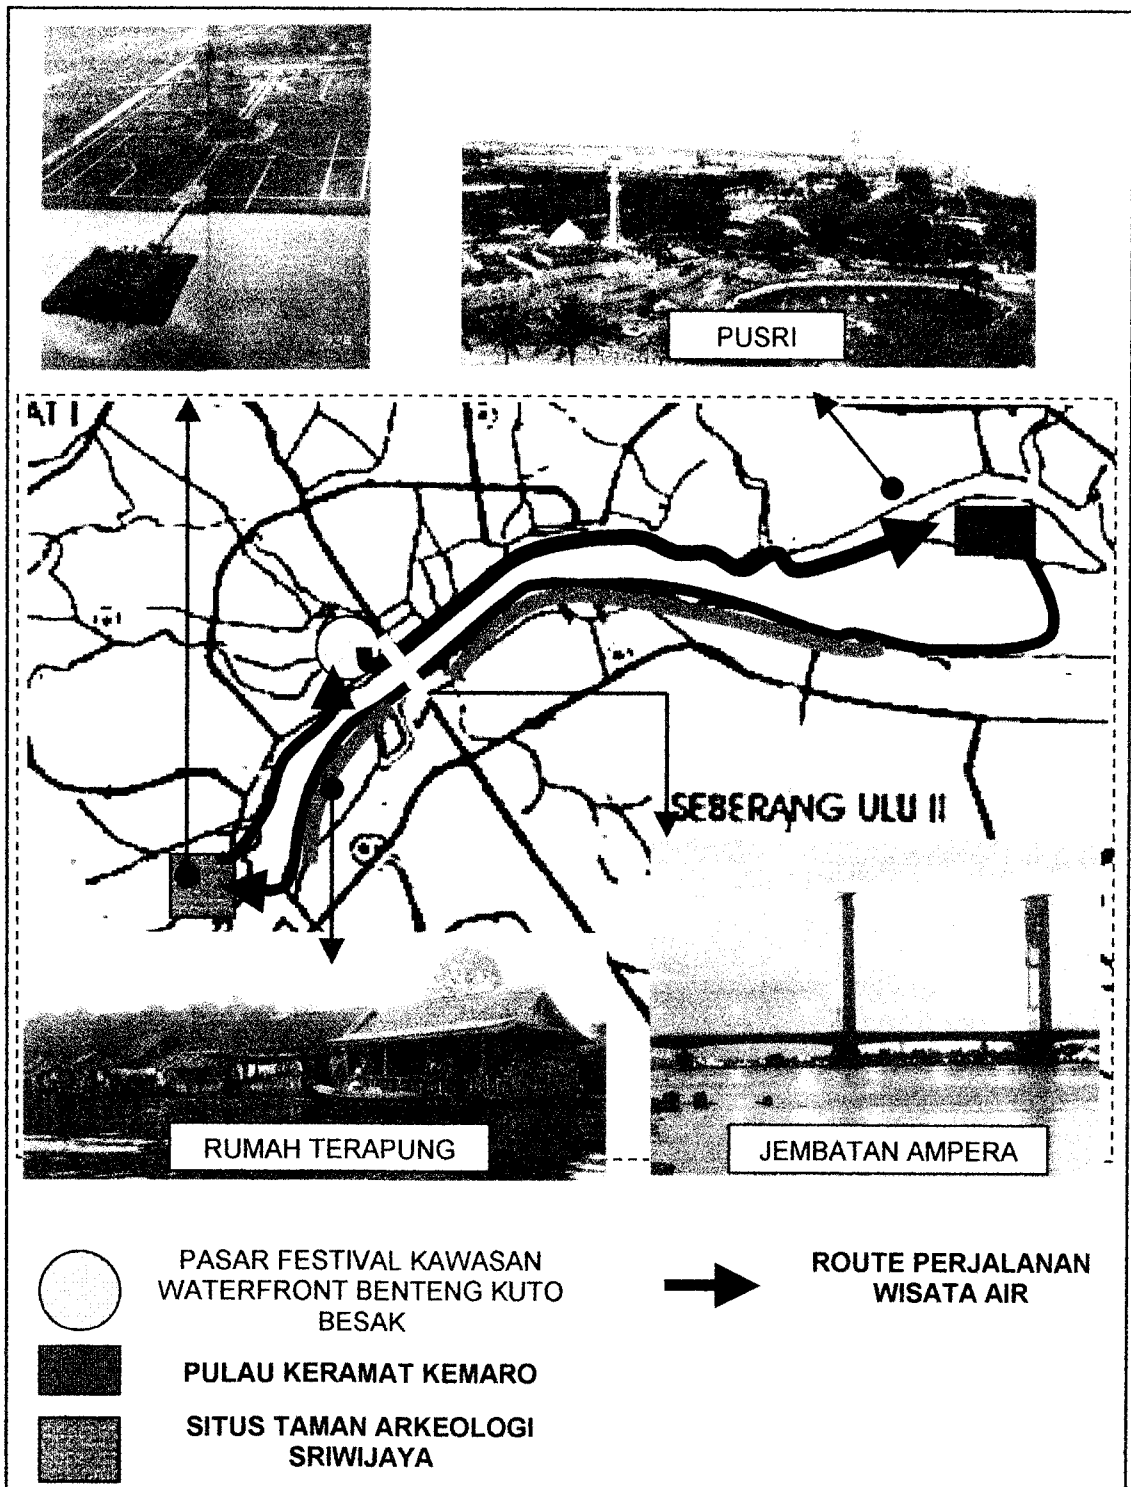 PUSRI
AT I
SEBERANG ULU II
RUMAH TERAPUNG
JEMBATAN AMPERA
PASAR FESTIVAL KAWASAN
WATERFRONT BENTENG KUTO
BESAK
ROUTE PERJALANAN
WISATA AIR
PULAU KERAMAT KEMARO
SITUS TAMAN ARKEOLOGI
SRIWIJAYA